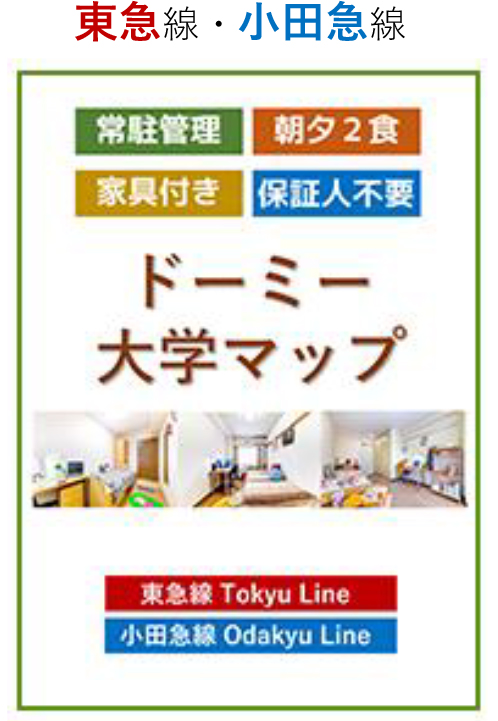 東急線・小田急線
常駐管理 朝夕２食
家具付き 保証人不要
ドーミー
大学マップ
東急線 Tokyu Line
小田急線 Odakyu Line